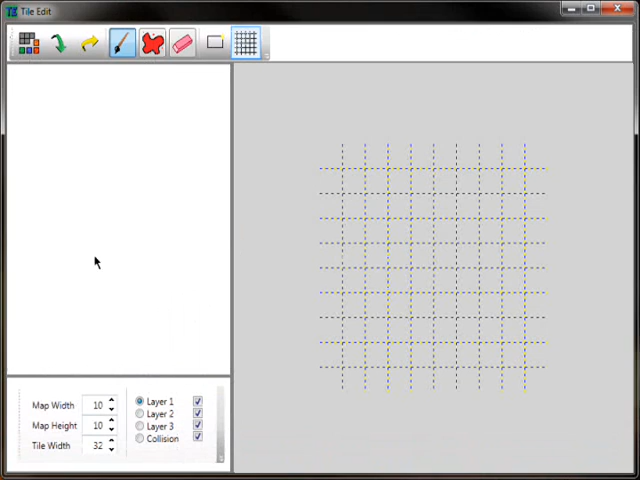 Tile Edit
Map Width 10
Map Height 10
Tile Width 32
Layer 1
Layer 2
Layer 3
Collision